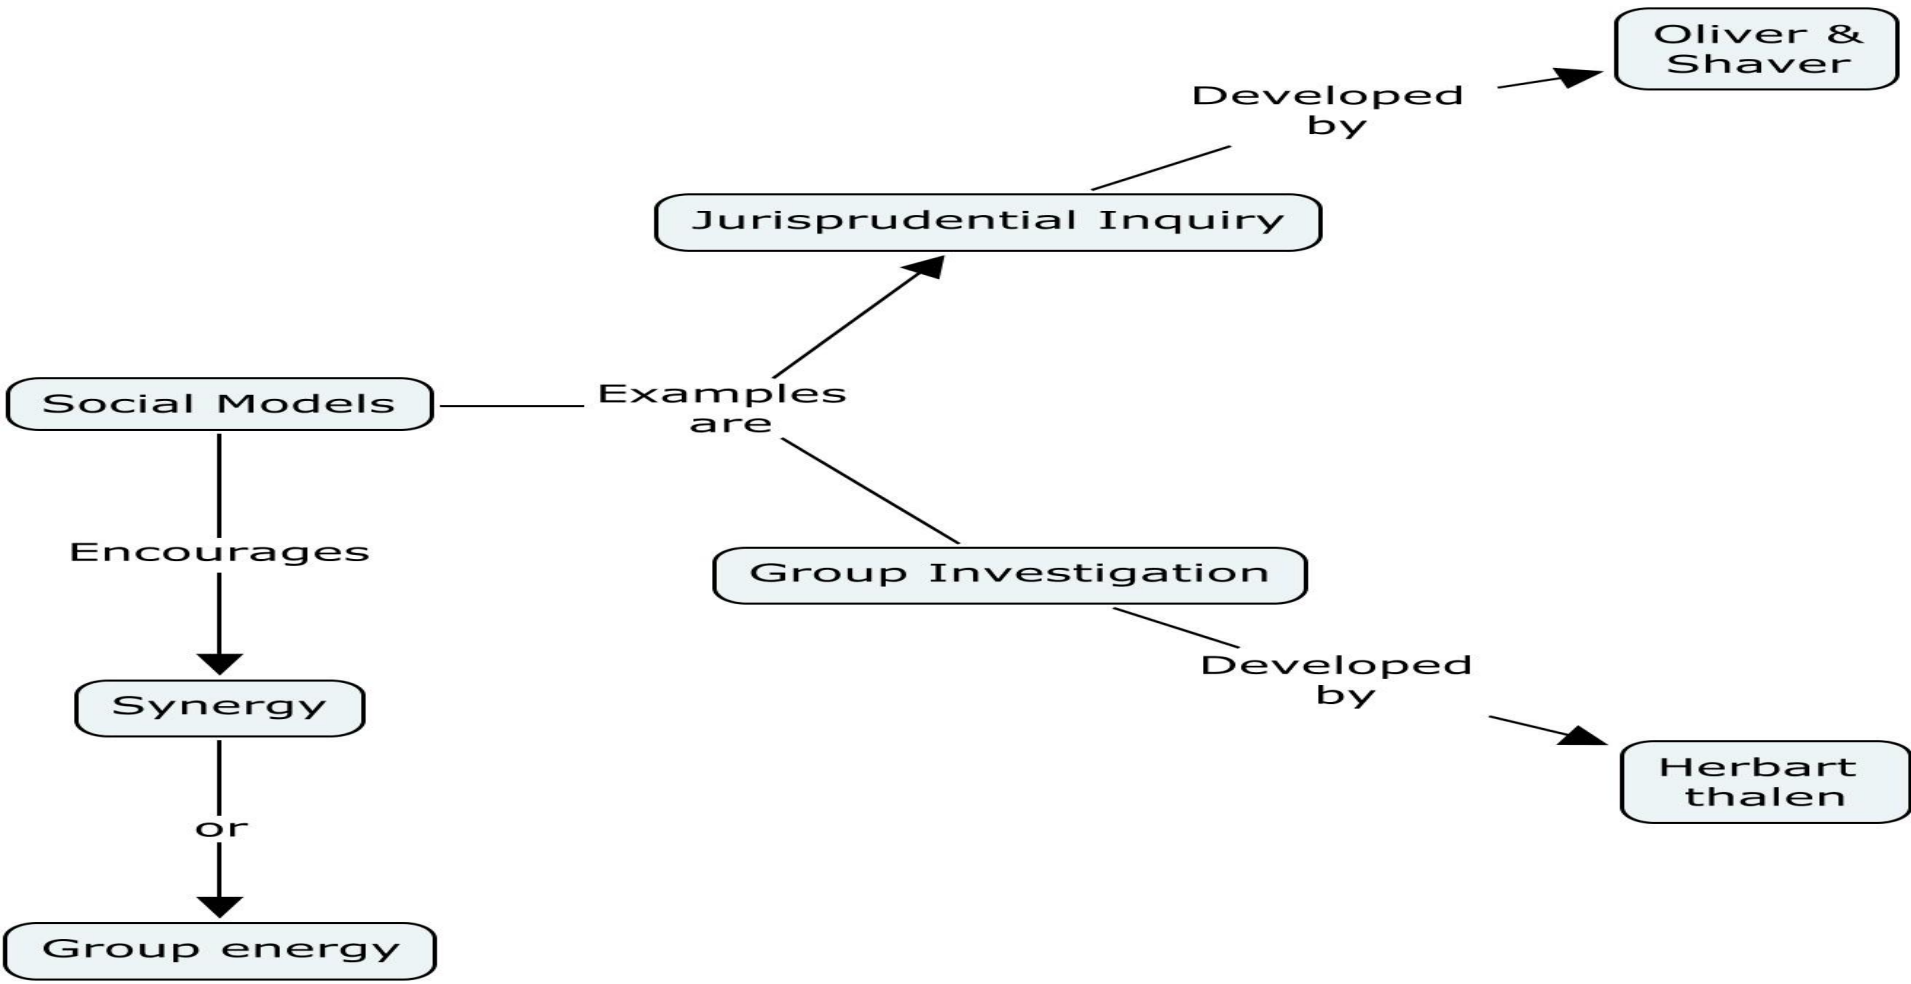 Oliver &
Shaver
Developed
by
Jurisprudential Inquiry
Social Models
Examples
are
Encourages
Group Investigation
Developed
by
Synergy
Herbart
thalen
or
Group energy